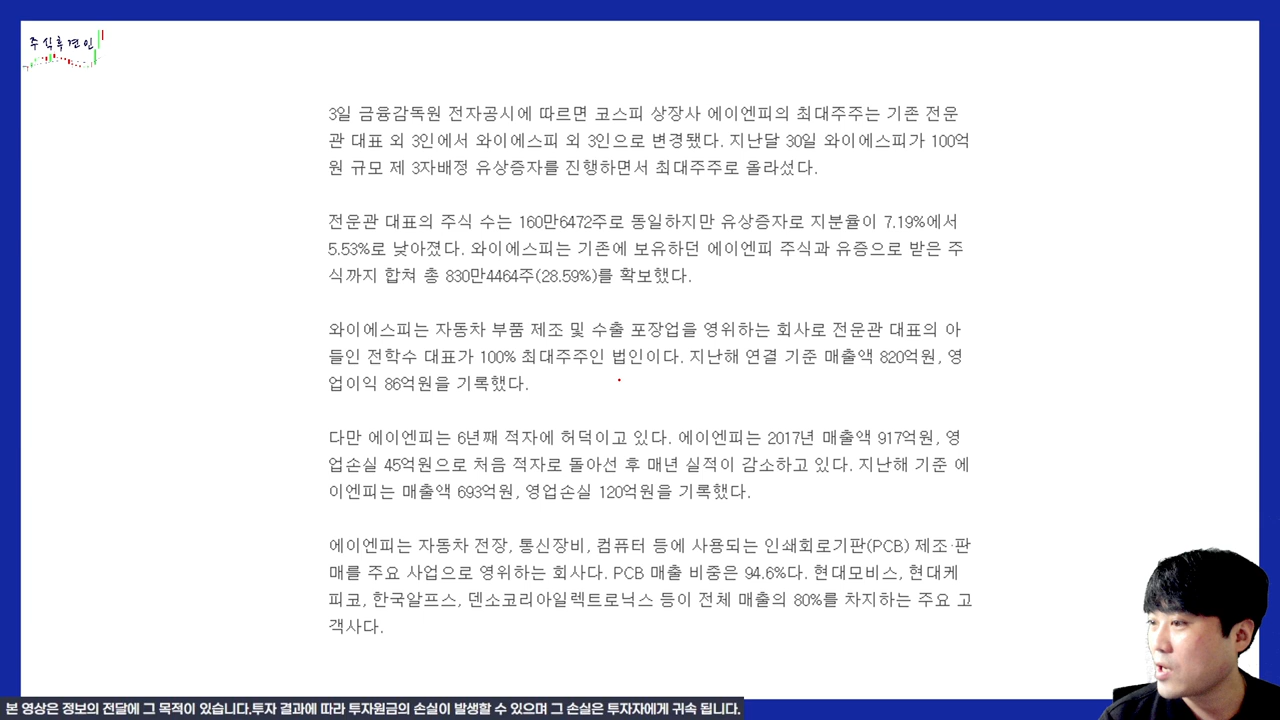 주식후견인
3일 금융감독원 전자공시에 따르면 코스피 상장사 에이엔피의 최대주주는 기존 전운
관 대표 외 3인에서 와이에스피 외 3인으로 변경됐다. 지난달 30일 와이에스피가 100억
원 규모 제 3자배정 유상증자를 진행하면서 최대주주로 올라섰다.
전운관 대표의 주식 수는 160만6472주로 동일하지만 유상증자로 지분율이 7.19%에서
5.53%로 낮아졌다. 와이에스피는 기존에 보유하던 에이엔피 주식과 유증으로 받은 주
식까지 합쳐 총 830만4464주(28.59%)를 확보했다.
와이에스피는 자동차 부품 제조 및 수출 포장업을 영위하는 회사로 전운관 대표의 아
들인 전학수 대표가 100% 최대주주인 법인이다. 지난해 연결 기준 매출액 820억원, 영
업이익 86억원을 기록했다.
다만 에이엔피는 6년째 적자에 허덕이고 있다. 에이엔피는 2017년 매출액 917억원, 영
업손실 45억원으로 처음 적자로 돌아선 후 매년 실적이 감소하고 있다. 지난해 기준 에
이엔피는 매출액 693억원, 영업손실 120억원을 기록했다.
에이엔피는 자동차 전장, 통신장비, 컴퓨터 등에 사용되는 인쇄회로기판(PCB) 제조·판
매를 주요 사업으로 영위하는 회사다. PCB 매출 비중은 94.6%다. 현대모비스, 현대케
피코, 한국알프스, 덴소코리아일렉트로닉스 등이 전체 매출의 80%를 차지하는 주요 고
객사다.
본 영상은 정보의 전달에 그 목적이 있습니다.투자 결과에 따라 투자원금의 손실이 발생할 수 있으며 그 손실은 투자자에게 귀속 됩니다.